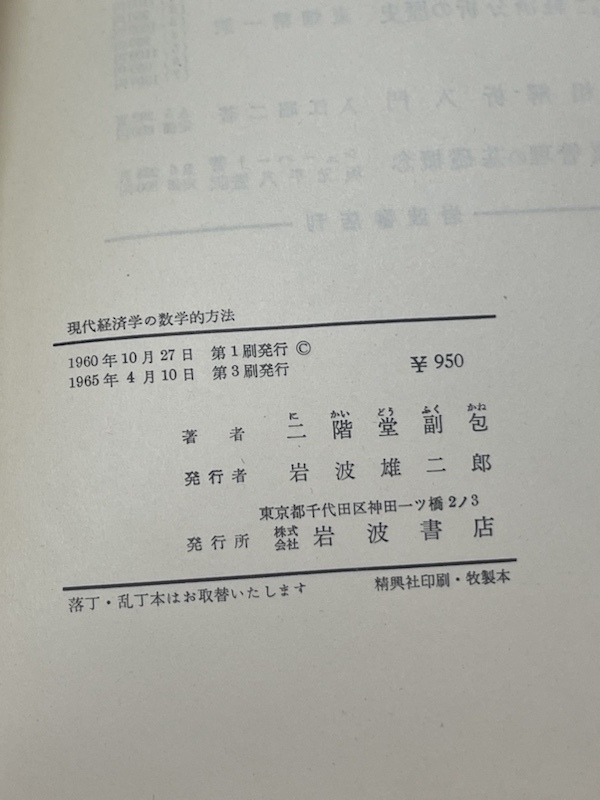 現代経済学の数学的方法
1960年10月27日 第1刷発行 ©
1965年 4月10日 第3刷発行
¥ 950
に かい どう ふく かね
著者 二階堂副包
発行者 岩波雄二郎
東京都千代田区神田一ツ橋2ノ3
発行所 株式会社 岩波書店
落丁・乱丁本はお取替いたします
精興社印刷・牧製本